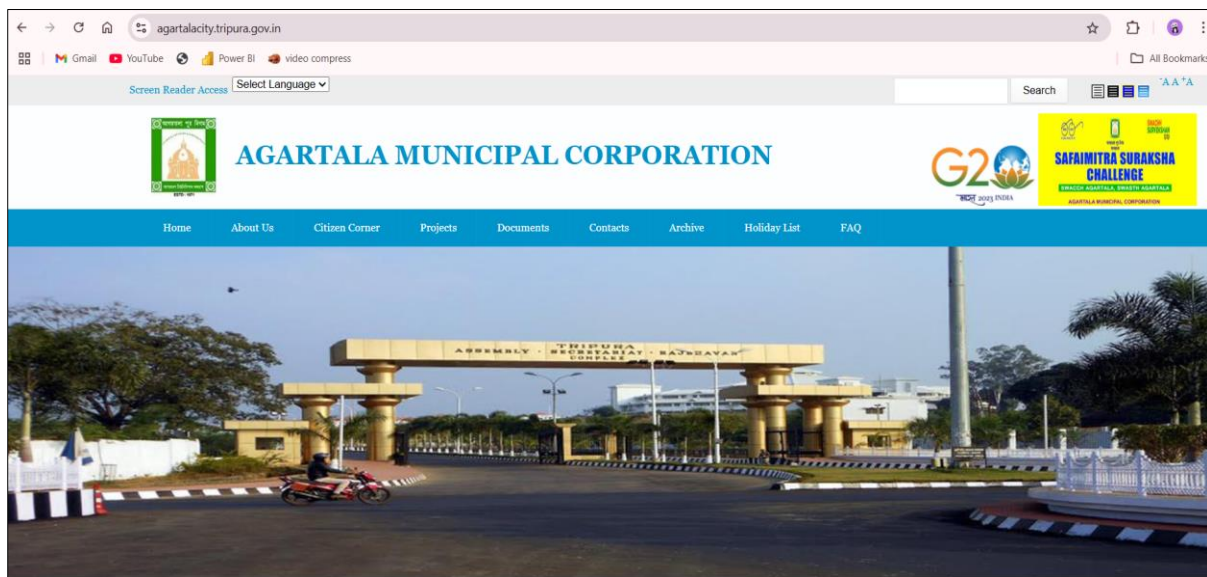 agartalacity.tripura.gov.in
Gmail YouTube Power BI video compress All Bookmarks
Screen Reader Access Select Language Search -A A +A
AGARTALA MUNICIPAL CORPORATION
G20
2023 INDIA
SAFAIMITRA SURAKSHA
CHALLENGE
SWACCH AGARTALA, SWASTH AGARTALA
AGARTALA MUNICIPAL CORPORATION
Home About Us Citizen Corner Projects Documents Contacts Archive Holiday List FAQ
TRIPURA
ASSEMBLY · SECRETARIAT · RAJBHAVAN
COMPLEX